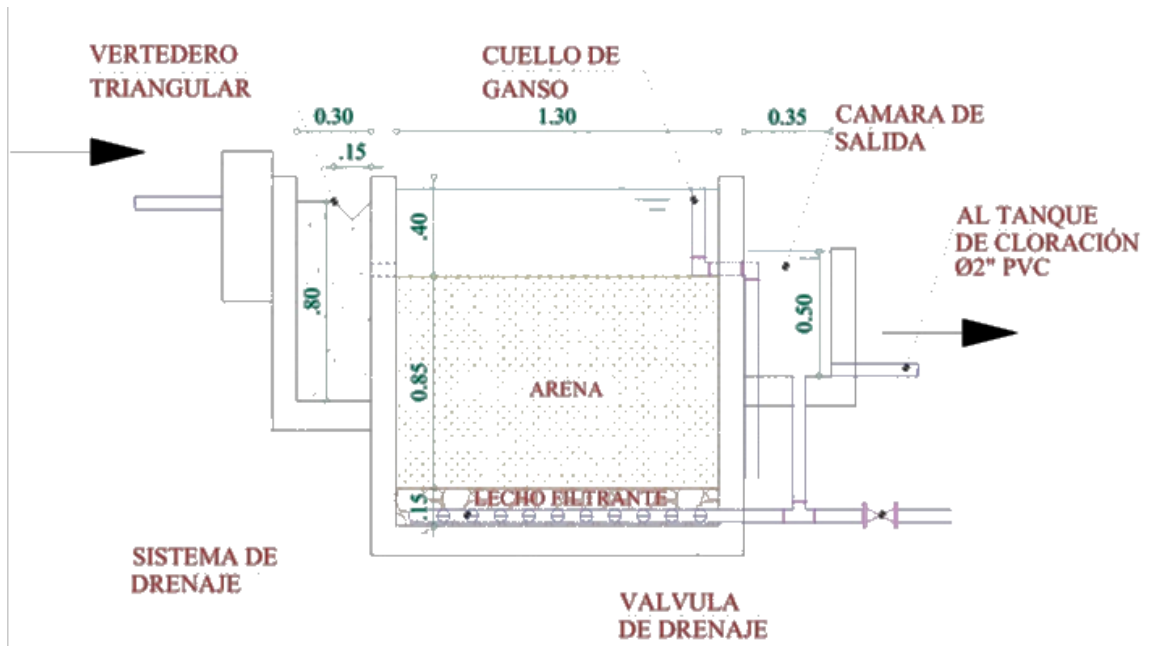 VERTEDERO
TRIANGULAR
CUELLO DE
GANSO
0.30
1.30
0.35
CAMARA DE
SALIDA
.15
.40
AL TANQUE
DE CLORACIÓN
Ø2" PVC
.80
0.50
0.85
ARENA
.15
LECHO FILTRANTE
SISTEMA DE
DRENAJE
VALVULA
DE DRENAJE